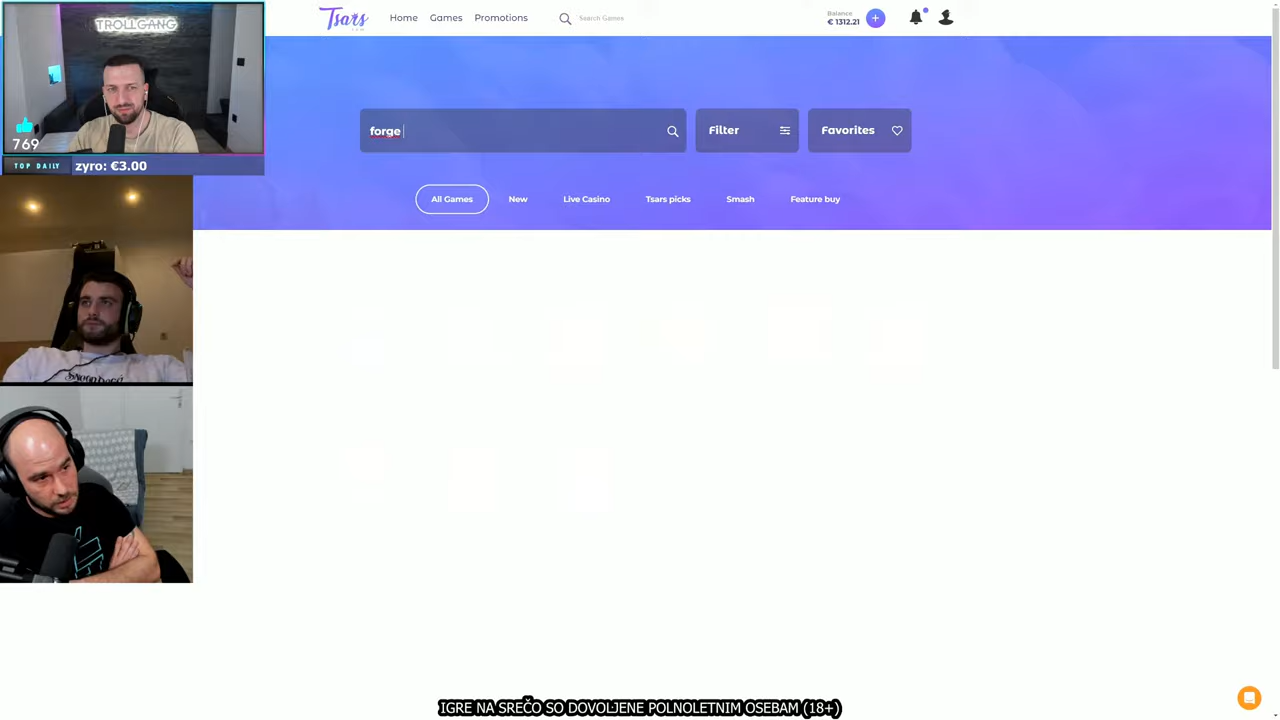 TROLLGANG
769
TOP DAILY
zyro: €3.00
Tsars
.COM
Home
Games
Promotions
Search Games
Balance
€ 1312.21
forge
Filter
Favorites
All Games
New
Live Casino
Tsars picks
Smash
Feature buy
IGRE NA SREČO SO DOVOLJENE POLNOLETNIM OSEBAM (18+)